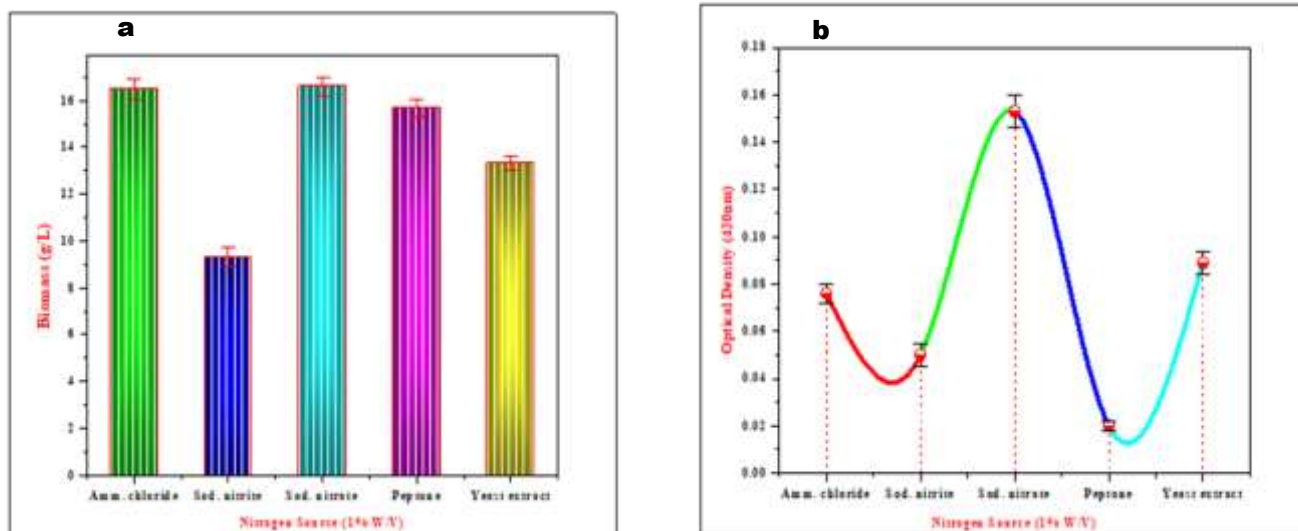 a
16
14
12
10
8
6
4
2
0
Biomass (g/L)
Amm. chloride
Sod. nitrite
Sod. nitrate
Peptone
Yeast extract
Nitrogen Source (1% W/V)
b
0.18
0.16
0.14
0.12
0.10
0.08
0.06
0.04
0.02
0.00
Optical Density (430nm)
Amm. chloride
Sod. nitrite
Sod. nitrate
Peptone
Yeast extract
Nitrogen Source (1% W/V)